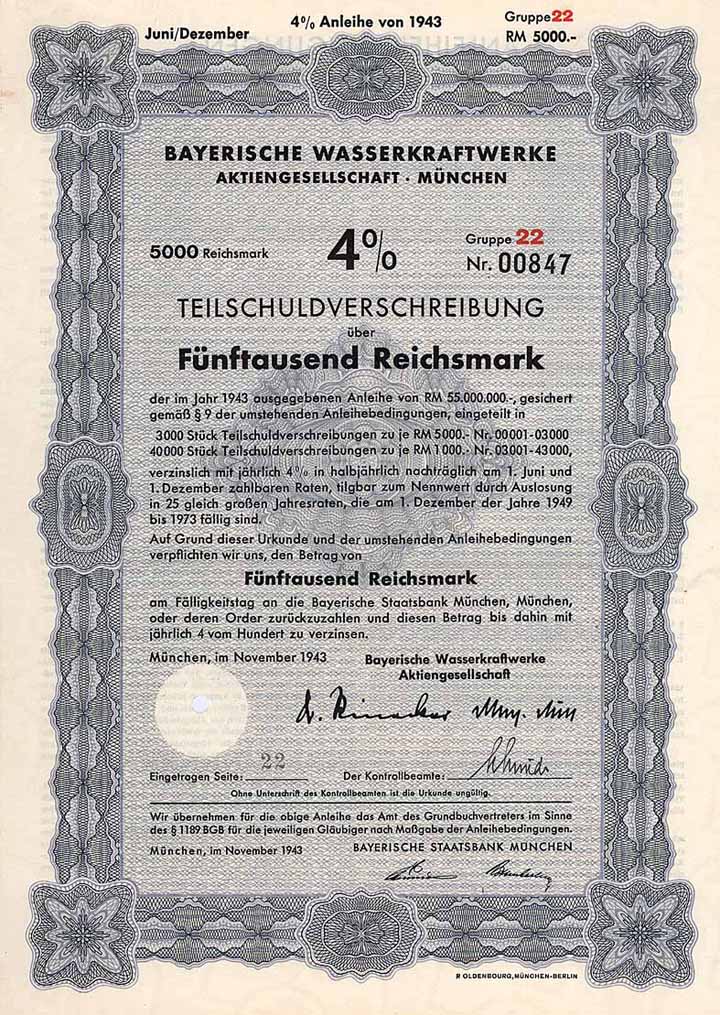 Juni/Dezember
4% Anleihe von 1943
Gruppe 22
RM 5000.-
BAYERISCHE WASSERKRAFTWERKE
AKTIENGESELLSCHAFT · MÜNCHEN
5000 Reichsmark
4%
Gruppe 22
Nr. 00847
TEILSCHULDVERSCHREIBUNG
über
Fünftausend Reichsmark
der im Jahr 1943 ausgegebenen Anleihe von RM 55.000.000.-, gesichert
gemäß § 9 der umstehenden Anleihebedingungen, eingeteilt in
3000 Stück Teilschuldverschreibungen zu je RM 5000.- Nr. 00001-03000
40000 Stück Teilschuldverschreibungen zu je RM 1000.- Nr. 03001-43000,
verzinslich mit jährlich 4% in halbjährlich nachträglich am 1. Juni und
1. Dezember zahlbaren Raten, tilgbar zum Nennwert durch Auslosung
in 25 gleich großen Jahresraten, die am 1. Dezember der Jahre 1949
bis 1973 fällig sind.
Auf Grund dieser Urkunde und der umstehenden Anleihebedingungen
verpflichten wir uns, den Betrag von
Fünftausend Reichsmark
am Fälligkeitstag an die Bayerische Staatsbank München, München,
oder deren Order zurückzuzahlen und diesen Betrag bis dahin mit
jährlich 4 vom Hundert zu verzinsen.
München, im November 1943
Bayerische Wasserkraftwerke
Aktiengesellschaft
Eingetragen Seite: 22
Der Kontrollbeamte: Schmidt
Ohne Unterschrift des Kontrollbeamten ist die Urkunde ungültig.
Wir übernehmen für die obige Anleihe das Amt des Grundbuchvertreters im Sinne
des § 1189 BGB für die jeweiligen Gläubiger nach Maßgabe der Anleihebedingungen.
München, im November 1943
BAYERISCHE STAATSBANK MÜNCHEN
R. OLDENBOURG, MÜNCHEN-BERLIN